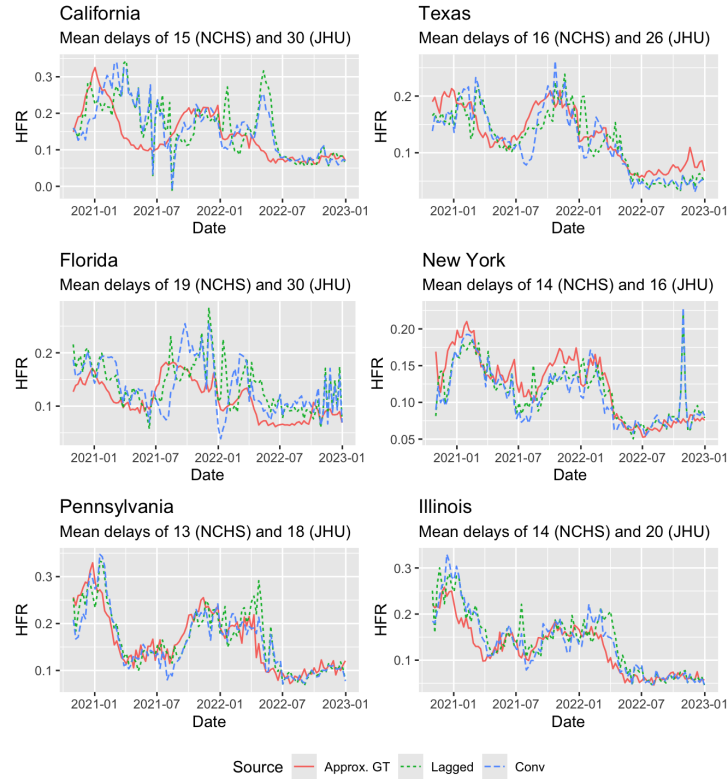 California
Mean delays of 15 (NCHS) and 30 (JHU)
HFR
0.3
0.2
0.1
0.0
2021-01 2021-07 2022-01 2022-07 2023-01
Date
Texas
Mean delays of 16 (NCHS) and 26 (JHU)
HFR
0.2
0.1
2021-01 2021-07 2022-01 2022-07 2023-01
Date
Florida
Mean delays of 19 (NCHS) and 30 (JHU)
HFR
0.2
0.1
2021-01 2021-07 2022-01 2022-07 2023-01
Date
New York
Mean delays of 14 (NCHS) and 16 (JHU)
HFR
0.20
0.15
0.10
0.05
2021-01 2021-07 2022-01 2022-07 2023-01
Date
Pennsylvania
Mean delays of 13 (NCHS) and 18 (JHU)
HFR
0.3
0.2
0.1
2021-01 2021-07 2022-01 2022-07 2023-01
Date
Illinois
Mean delays of 14 (NCHS) and 20 (JHU)
HFR
0.3
0.2
0.1
2021-01 2021-07 2022-01 2022-07 2023-01
Date
Source Approx. GT Lagged Conv